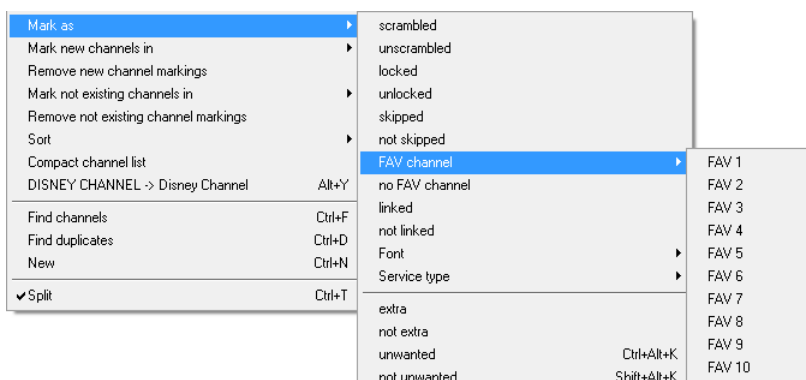 Mark as
Mark new channels in
Remove new channel markings
Mark not existing channels in
Remove not existing channel markings
Sort
Compact channel list
DISNEY CHANNEL -> Disney Channel Alt+Y
Find channels Ctrl+F
Find duplicates Ctrl+D
New Ctrl+N
Split Ctrl+T
scrambled
unscrambled
locked
unlocked
skipped
not skipped
FAV channel
no FAV channel
linked
not linked
Font
Service type
extra
not extra
unwanted Ctrl+Alt+K
not unwanted Shift+Alt+K
FAV 1
FAV 2
FAV 3
FAV 4
FAV 5
FAV 6
FAV 7
FAV 8
FAV 9
FAV 10